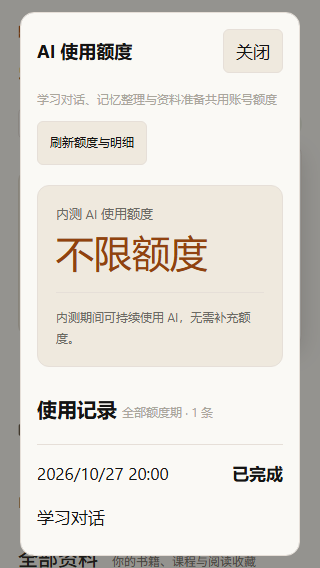 AI 使用额度
关闭
学习对话、记忆整理与资料准备共用账号额度
刷新额度与明细
内测 AI 使用额度
不限额度
内测期间可持续使用 AI，无需补充额
度。
使用记录 全部额度期 · 1 条
2026/10/27 20:00 已完成
学习对话
全部资料 你的书籍、课程与阅读收藏